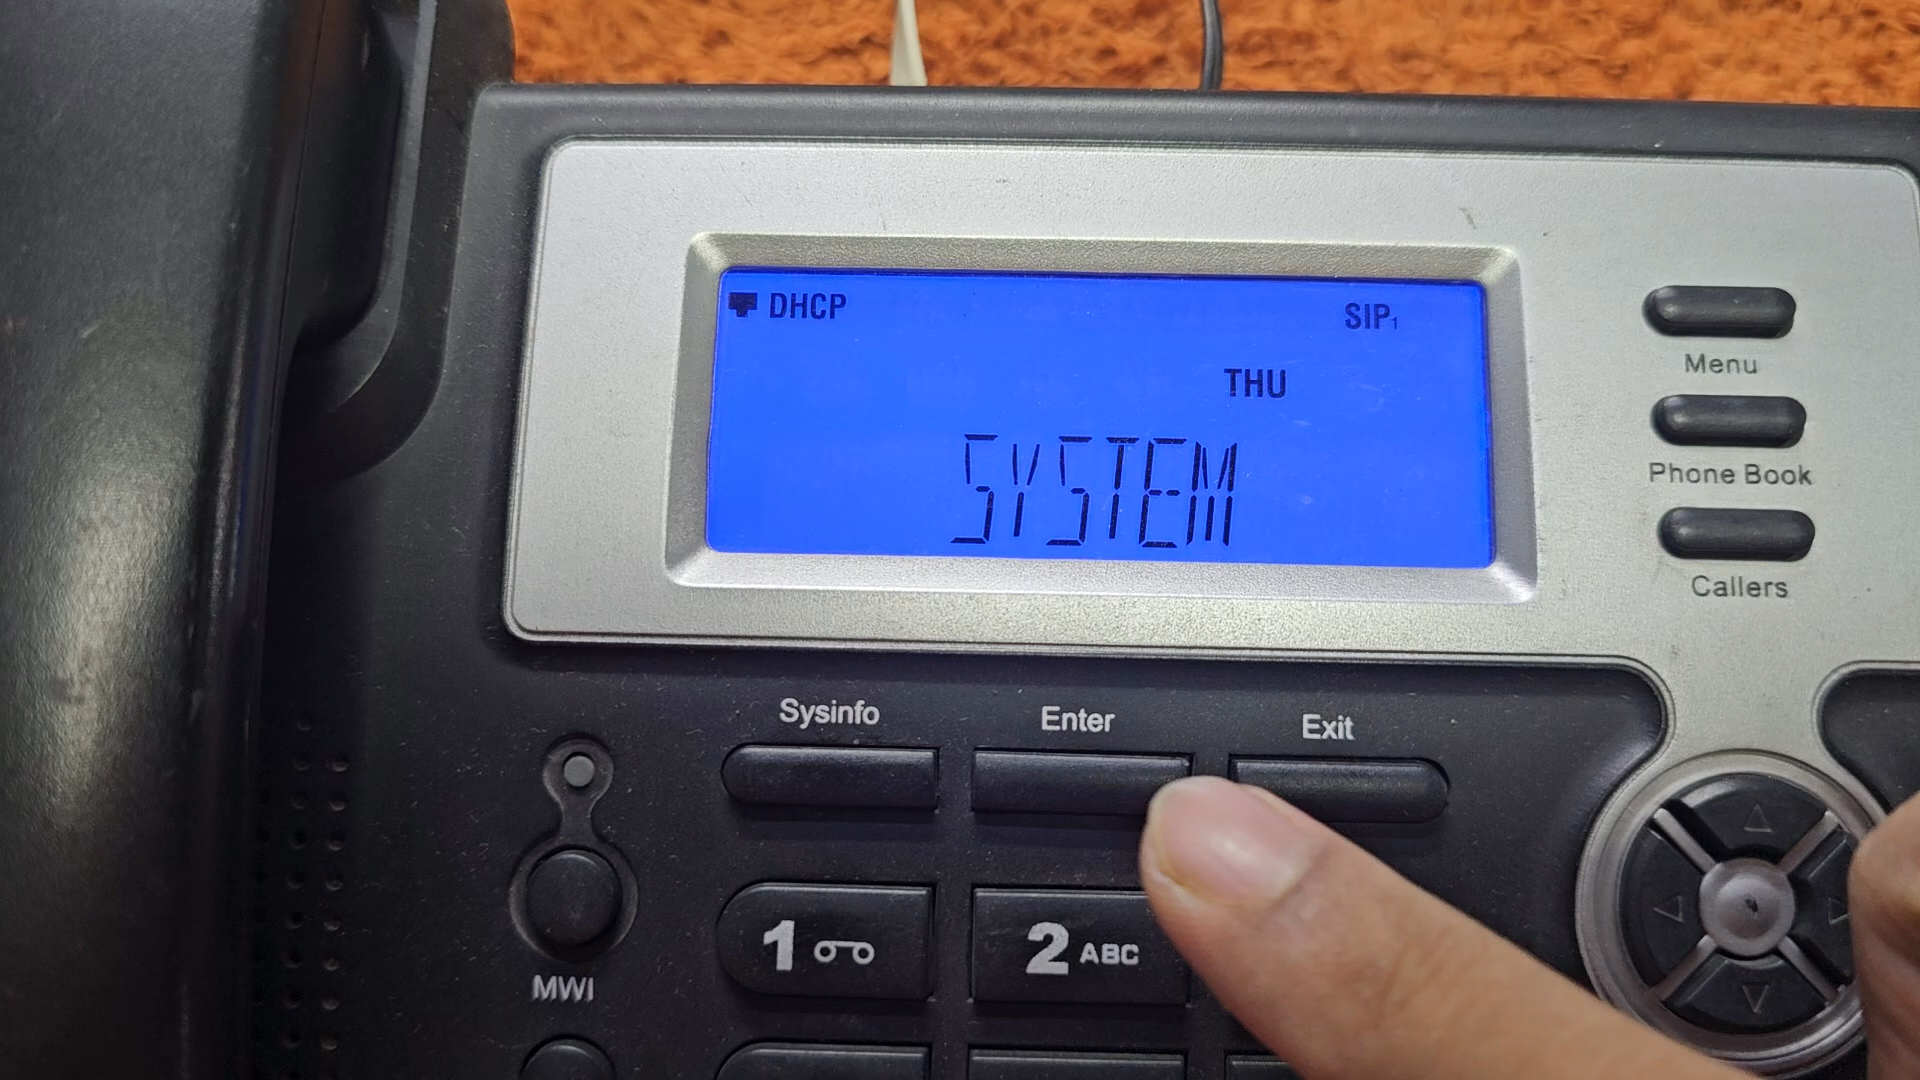 DHCP SIP1
THU
SYSTEM
Menu
Phone Book
Callers
Sysinfo Enter Exit
1 2 ABC
MWI